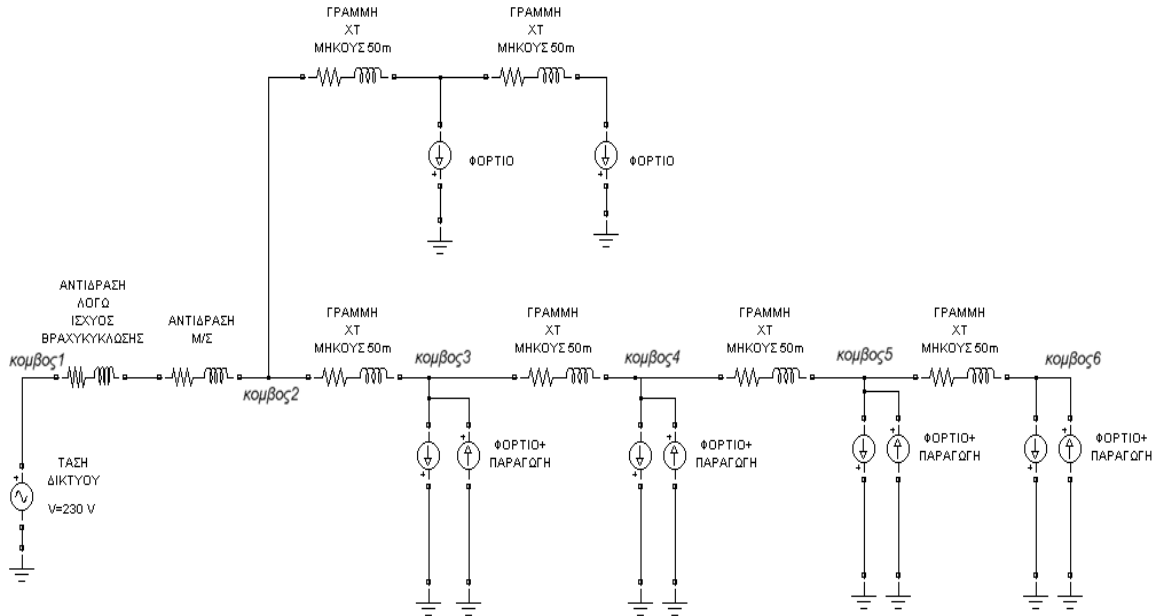 ΓΡΑΜΜΗ
ΧΤ
ΜΗΚΟΥΣ 50m
ΓΡΑΜΜΗ
ΧΤ
ΜΗΚΟΥΣ 50m
ΦΟΡΤΙΟ
ΦΟΡΤΙΟ
ΑΝΤΙΔΡΑΣΗ
ΛΟΓΩ
ΙΣΧΥΟΣ
ΒΡΑΧΥΚΥΚΛΩΣΗΣ
ΑΝΤΙΔΡΑΣΗ
Μ/Σ
ΓΡΑΜΜΗ
ΧΤ
ΜΗΚΟΥΣ 50m
ΓΡΑΜΜΗ
ΧΤ
ΜΗΚΟΥΣ 50m
ΓΡΑΜΜΗ
ΧΤ
ΜΗΚΟΥΣ 50m
ΓΡΑΜΜΗ
ΧΤ
ΜΗΚΟΥΣ 50m
κομβος1
κομβος2
κομβος3
κομβος4
κομβος5
κομβος6
ΤΑΣΗ
ΔΙΚΤΥΟΥ
V=230 V
ΦΟΡΤΙΟ+
ΠΑΡΑΓΩΓΗ
ΦΟΡΤΙΟ+
ΠΑΡΑΓΩΓΗ
ΦΟΡΤΙΟ+
ΠΑΡΑΓΩΓΗ
ΦΟΡΤΙΟ+
ΠΑΡΑΓΩΓΗ